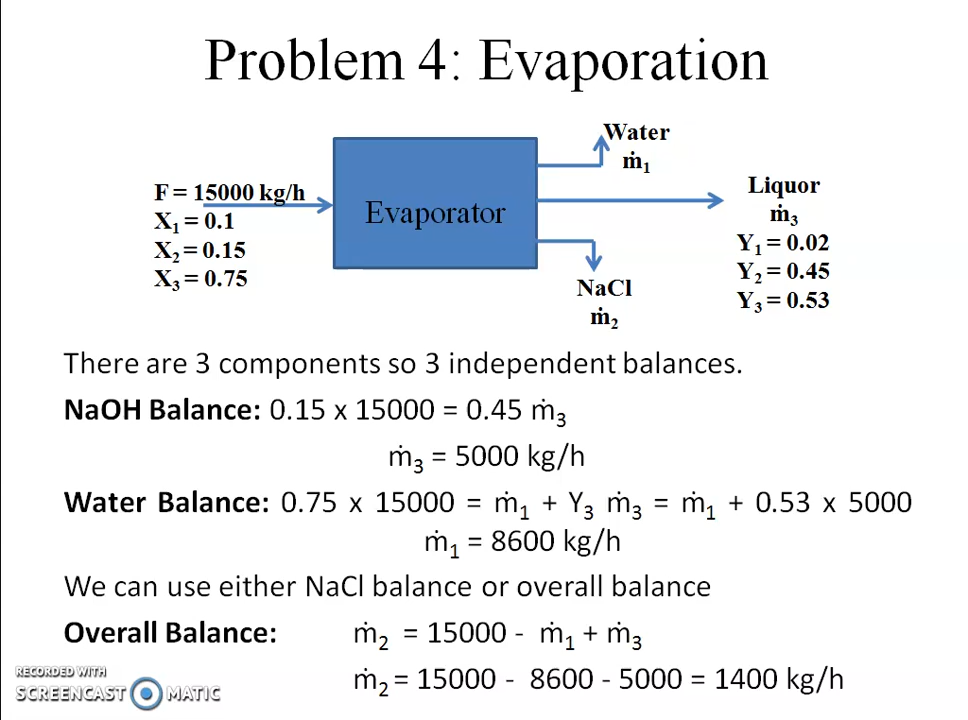 Problem 4: Evaporation
Water
ṁ₁
F = 15000 kg/h
X₁ = 0.1
X₂ = 0.15
X₃ = 0.75
Evaporator
Liquor
ṁ₃
Y₁ = 0.02
Y₂ = 0.45
Y₃ = 0.53
NaCl
ṁ₂
There are 3 components so 3 independent balances.
NaOH Balance: 0.15 x 15000 = 0.45 ṁ₃
ṁ₃ = 5000 kg/h
Water Balance: 0.75 x 15000 = ṁ₁ + Y₃ ṁ₃ = ṁ₁ + 0.53 x 5000
ṁ₁ = 8600 kg/h
We can use either NaCl balance or overall balance
Overall Balance: ṁ₂ = 15000 - ṁ₁ + ṁ₃
ṁ₂ = 15000 - 8600 - 5000 = 1400 kg/h
RECORDED WITH
SCREENCAST MATIC